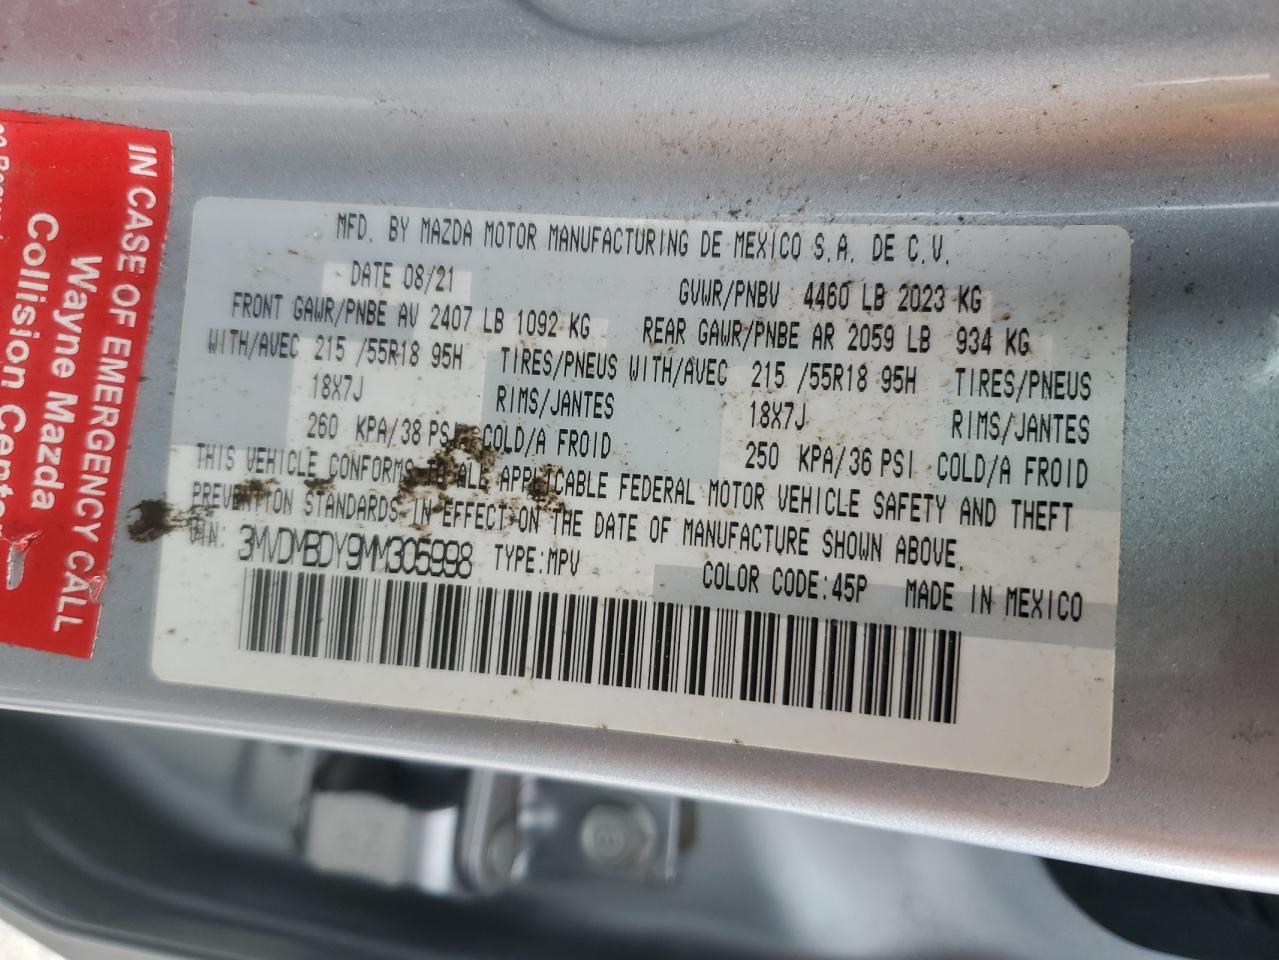 IN CASE OF EMERGENCY CALL
Wayne Mazda
Collision Center
MFD. BY MAZDA MOTOR MANUFACTURING DE MEXICO S.A. DE C.V.
DATE 08/21 GVWR/PNBV 4460 LB 2023 KG
FRONT GAWR/PNBE AV 2407 LB 1092 KG REAR GAWR/PNBE AR 2059 LB 934 KG
WITH/AVEC 215 /55R18 95H TIRES/PNEUS WITH/AVEC 215 /55R18 95H TIRES/PNEUS
18X7J RIMS/JANTES 18X7J RIMS/JANTES
260 KPA/38 PSI COLD/A FROID 250 KPA/36 PSI COLD/A FROID
THIS VEHICLE CONFORMS TO ALL APPLICABLE FEDERAL MOTOR VEHICLE SAFETY AND THEFT
PREVENTION STANDARDS IN EFFECT ON THE DATE OF MANUFACTURE SHOWN ABOVE.
VIN: 3MVDMBDY9MM305998 TYPE:MPV COLOR CODE:45P MADE IN MEXICO